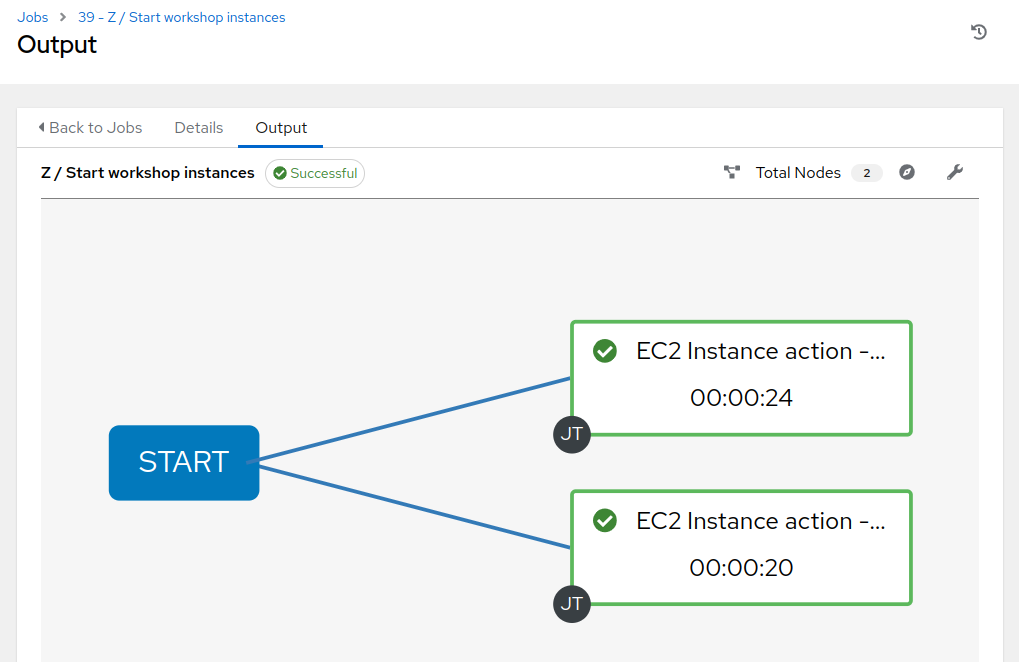 Jobs > 39 - Z / Start workshop instances
Output
Back to Jobs Details Output
Z / Start workshop instances Successful Total Nodes 2
EC2 Instance action -...
00:00:24
JT
START
EC2 Instance action -...
00:00:20
JT